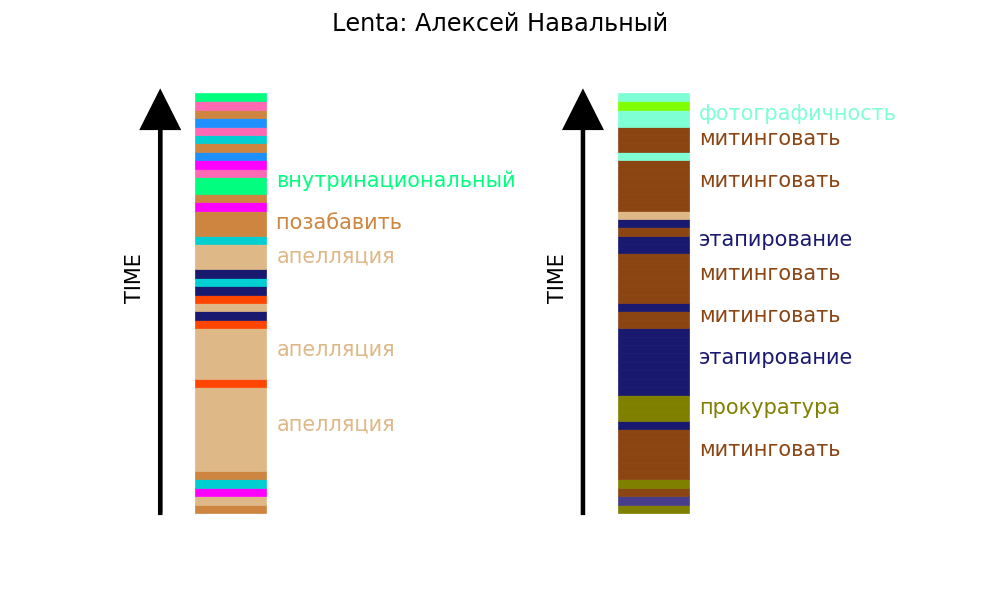 Lenta: Алексей Навальный
TIME
внутринациональный
позабавить
апелляция
апелляция
апелляция
TIME
фотографичность
митинговать
митинговать
этапирование
митинговать
митинговать
этапирование
прокуратура
митинговать